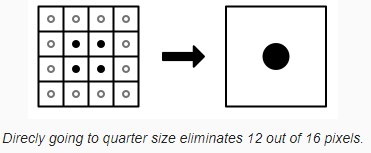 Direcly going to quarter size eliminates 12 out of 16 pixels.